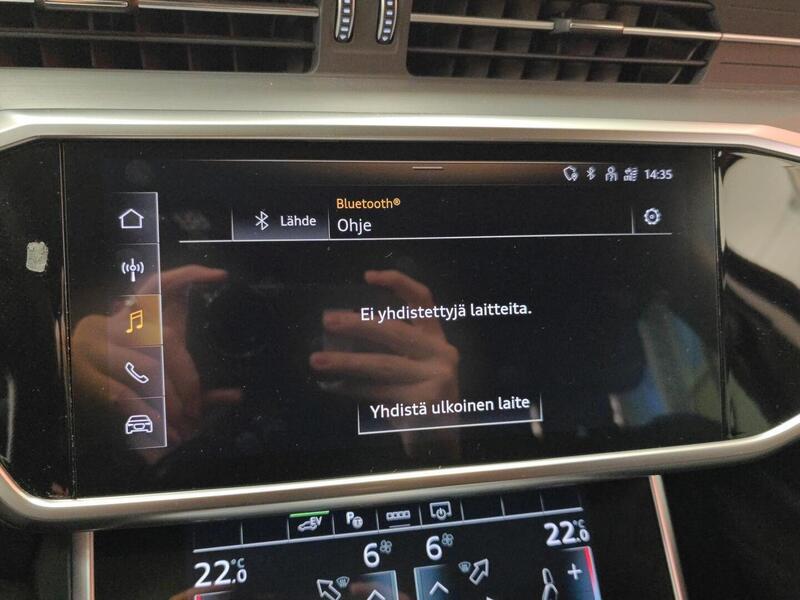 14:35
Bluetooth®
Lähde
Ohje
Ei yhdistettyjä laitteita.
Yhdistä ulkoinen laite
EV
P
6 6
22.0 °C 22.0 °C